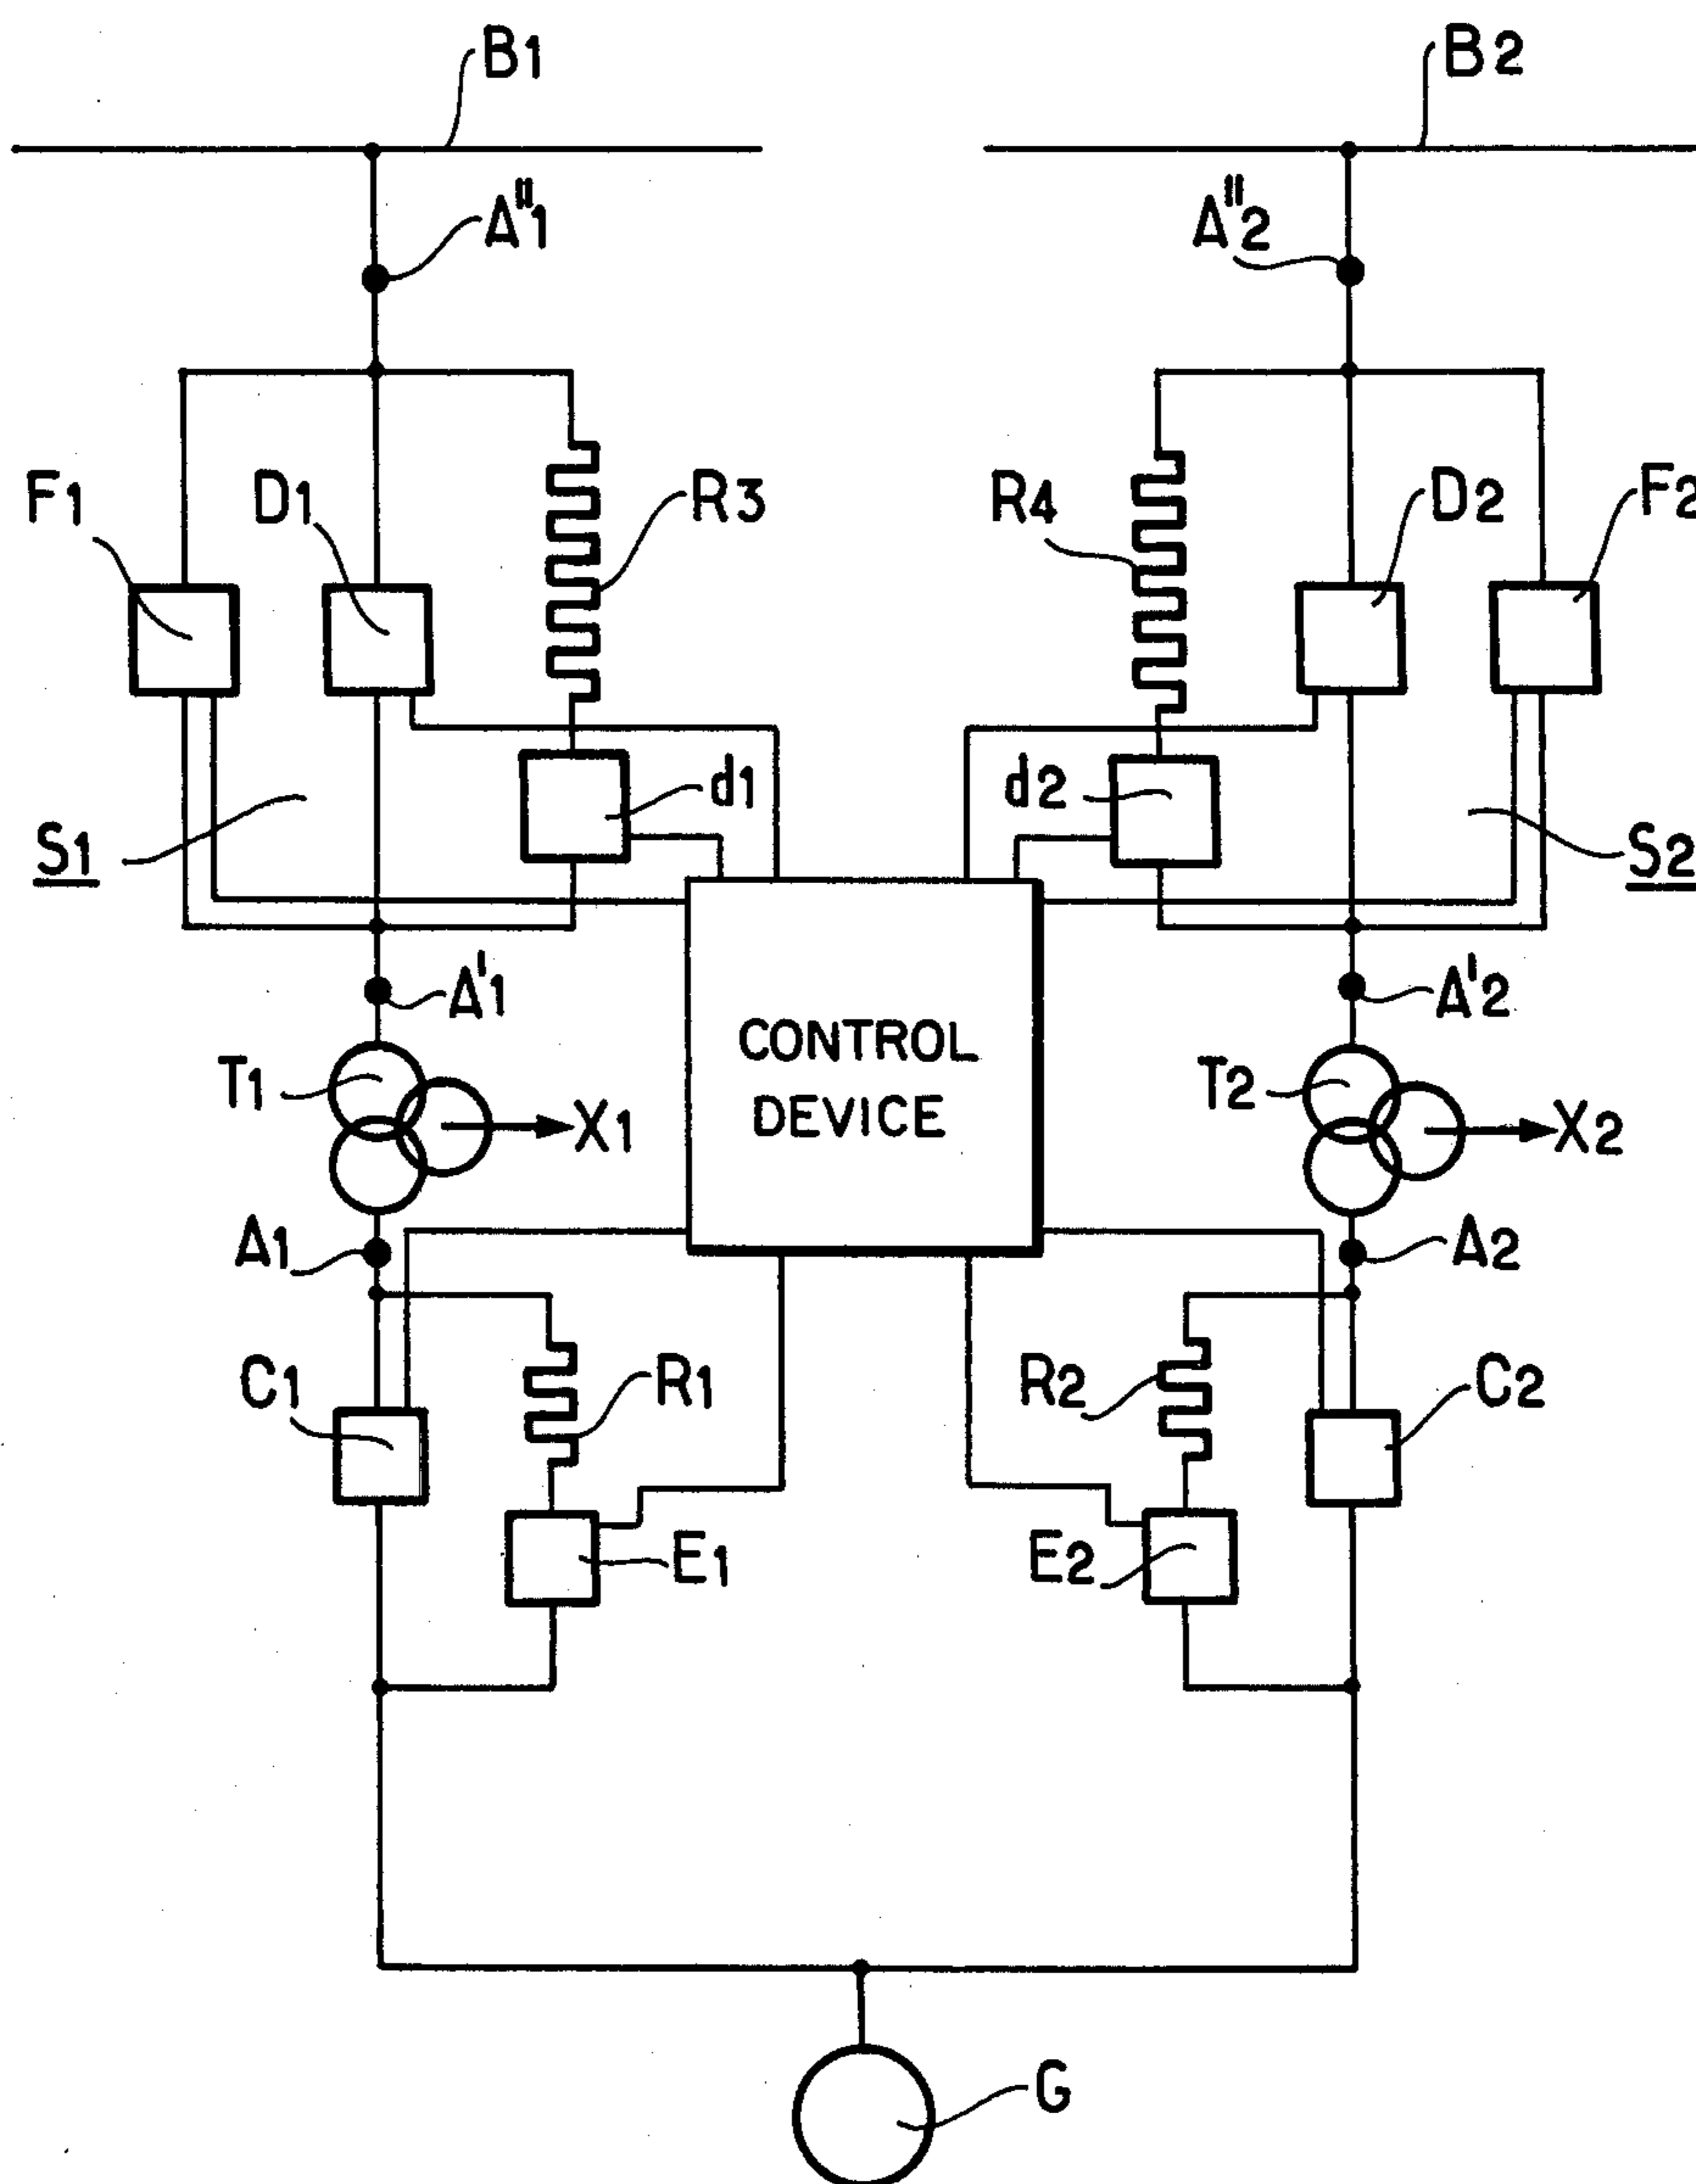 B1
B2
A"1
A"2
F1
D1
R3
R4
D2
F2
d1
d2
S1
S2
A'1
A'2
CONTROL
DEVICE
T1
X1
T2
X2
A1
A2
C1
R1
R2
C2
E1
E2
G